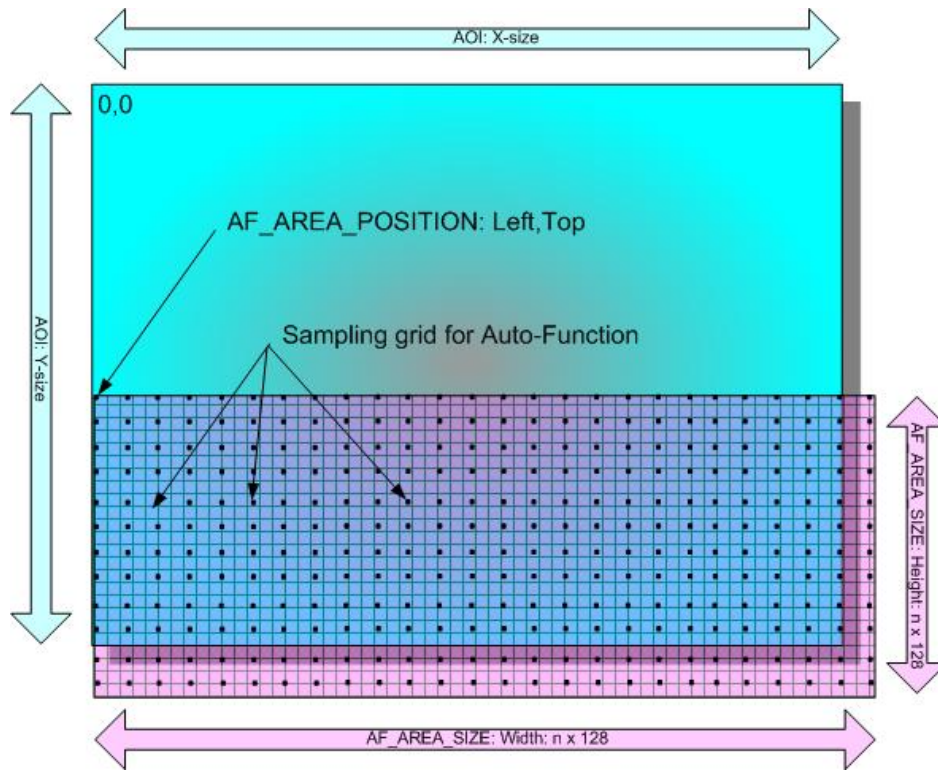 AOI: X-size
0,0
AF_AREA_POSITION: Left,Top
AOI: Y-size
Sampling grid for Auto-Function
AF_AREA_SIZE: Height: n x 128
AF_AREA_SIZE: Width: n x 128